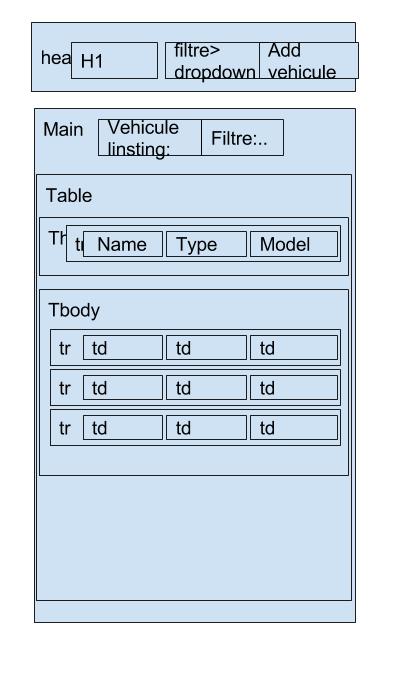 hea
H1
filtre>
dropdown
Add
vehicule
Main
Vehicule
linsting:
Filtre:..
Table
Th
tr
Name
Type
Model
Tbody
tr td td td
tr td td td
tr td td td